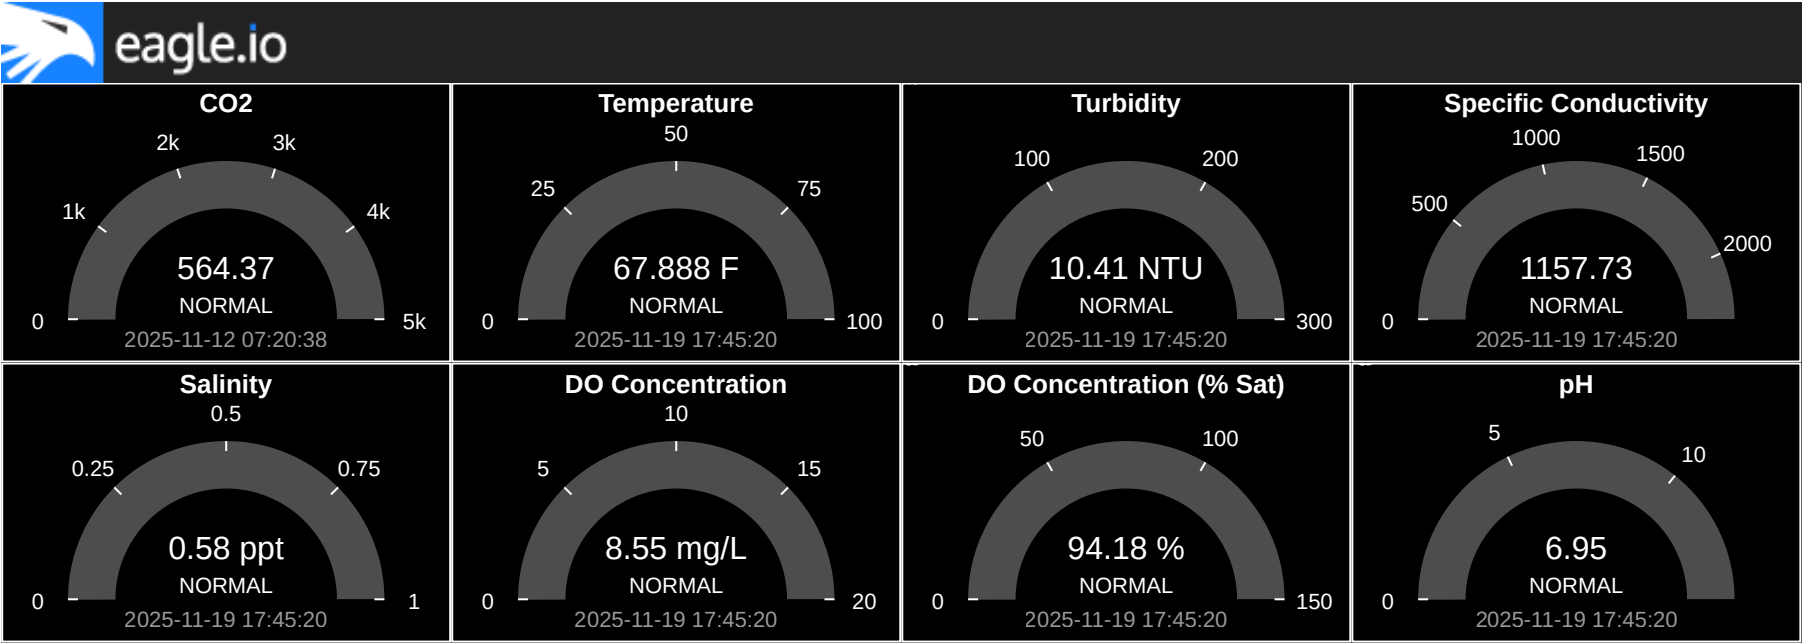 eagle.io
CO2
2k
3k
1k
4k
564.37
NORMAL
0
5k
2025-11-12 07:20:38
Temperature
50
25
75
67.888 F
NORMAL
0
100
2025-11-19 17:45:20
Turbidity
100
200
10.41 NTU
NORMAL
0
300
2025-11-19 17:45:20
Specific Conductivity
1000
1500
500
2000
1157.73
NORMAL
0
2025-11-19 17:45:20
Salinity
0.5
0.25
0.75
0.58 ppt
NORMAL
0
1
2025-11-19 17:45:20
DO Concentration
10
5
15
8.55 mg/L
NORMAL
0
20
2025-11-19 17:45:20
DO Concentration (% Sat)
50
100
94.18 %
NORMAL
0
150
2025-11-19 17:45:20
pH
5
10
6.95
NORMAL
0
2025-11-19 17:45:20